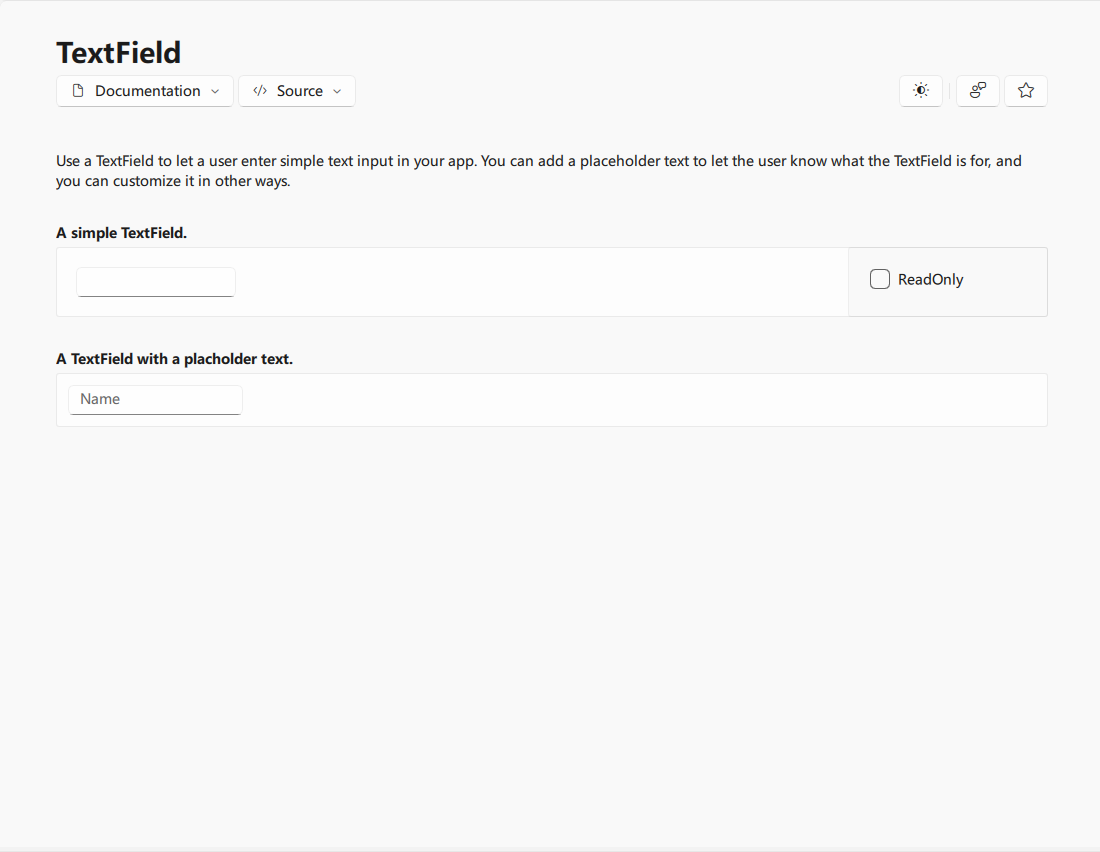 TextField
Documentation
Source
Use a TextField to let a user enter simple text input in your app. You can add a placeholder text to let the user know what the TextField is for, and
you can customize it in other ways.
A simple TextField.
ReadOnly
A TextField with a placholder text.
Name